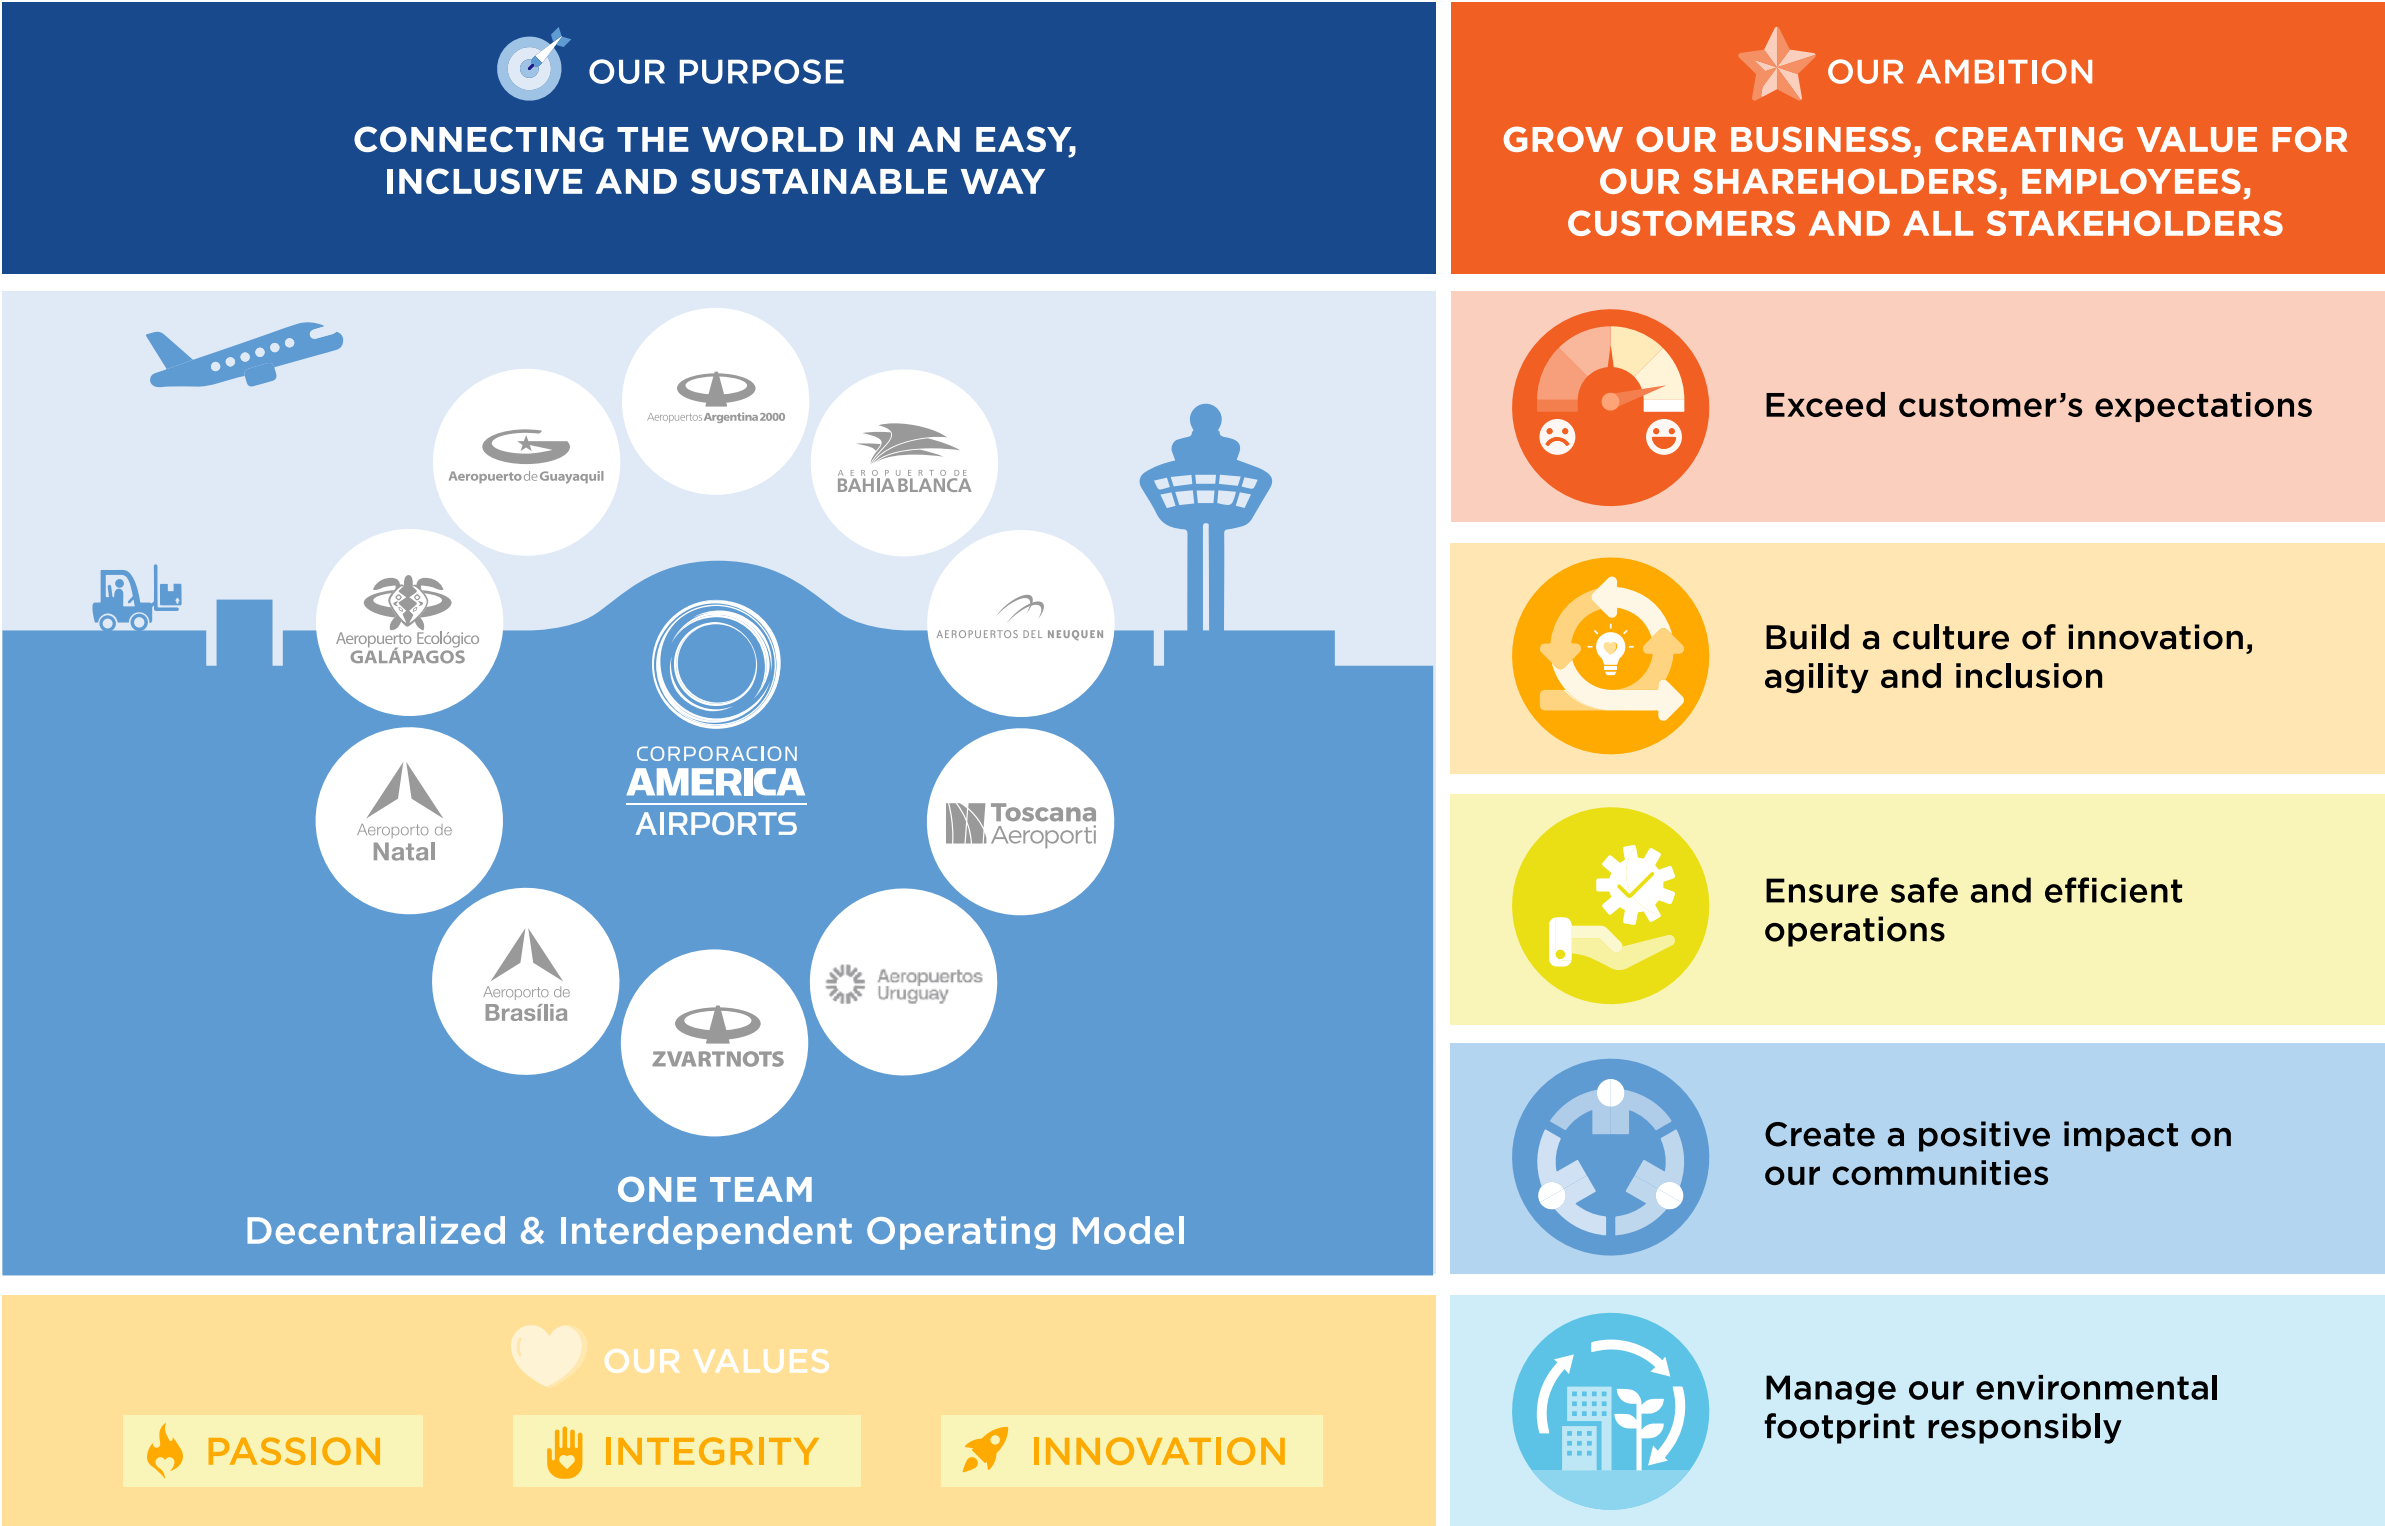 OUR PURPOSE
CONNECTING THE WORLD IN AN EASY,
INCLUSIVE AND SUSTAINABLE WAY
Aeropuertos Argentina 2000
Aeropuerto de Guayaquil
AEROPUERTO DE
BAHIA BLANCA
Aeropuerto Ecológico
GALÁPAGOS
AEROPUERTOS DEL NEUQUEN
CORPORACION
AMERICA
AIRPORTS
Aeroporto de
Natal
Toscana
Aeroporti
Aeroporto de
Brasília
Aeropuertos
Uruguay
ZVARTNOTS
ONE TEAM
Decentralized & Interdependent Operating Model
OUR VALUES
PASSION
INTEGRITY
INNOVATION
OUR AMBITION
GROW OUR BUSINESS, CREATING VALUE FOR
OUR SHAREHOLDERS, EMPLOYEES,
CUSTOMERS AND ALL STAKEHOLDERS
Exceed customer’s expectations
Build a culture of innovation,
agility and inclusion
Ensure safe and efficient
operations
Create a positive impact on
our communities
Manage our environmental
footprint responsibly